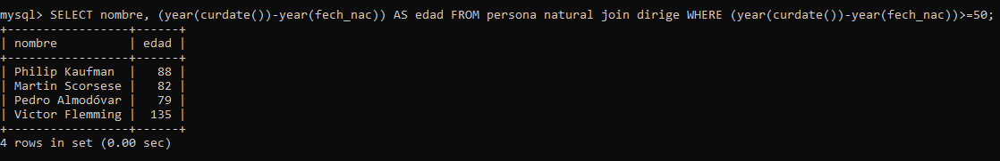 mysql> SELECT nombre, (year(curdate())-year(fech_nac)) AS edad FROM persona natural join dirige WHERE (year(curdate())-year(fech_nac))>=50;
+-----------------+------+
| nombre          | edad |
+-----------------+------+
| Philip Kaufman  |   88 |
| Martin Scorsese |   82 |
| Pedro Almodóvar |   79 |
| Victor Flemming |  135 |
+-----------------+------+
4 rows in set (0.00 sec)